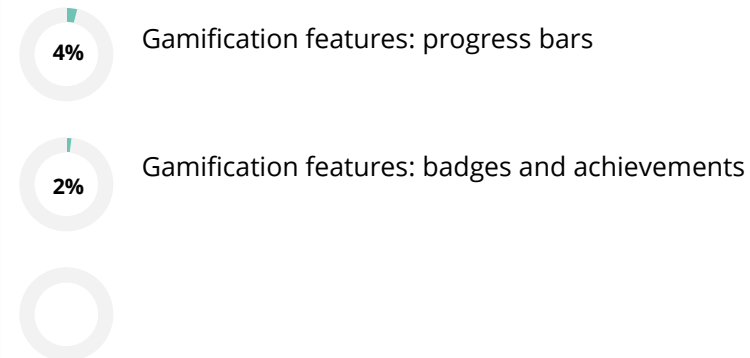 4%
Gamification features: progress bars
2%
Gamification features: badges and achievements